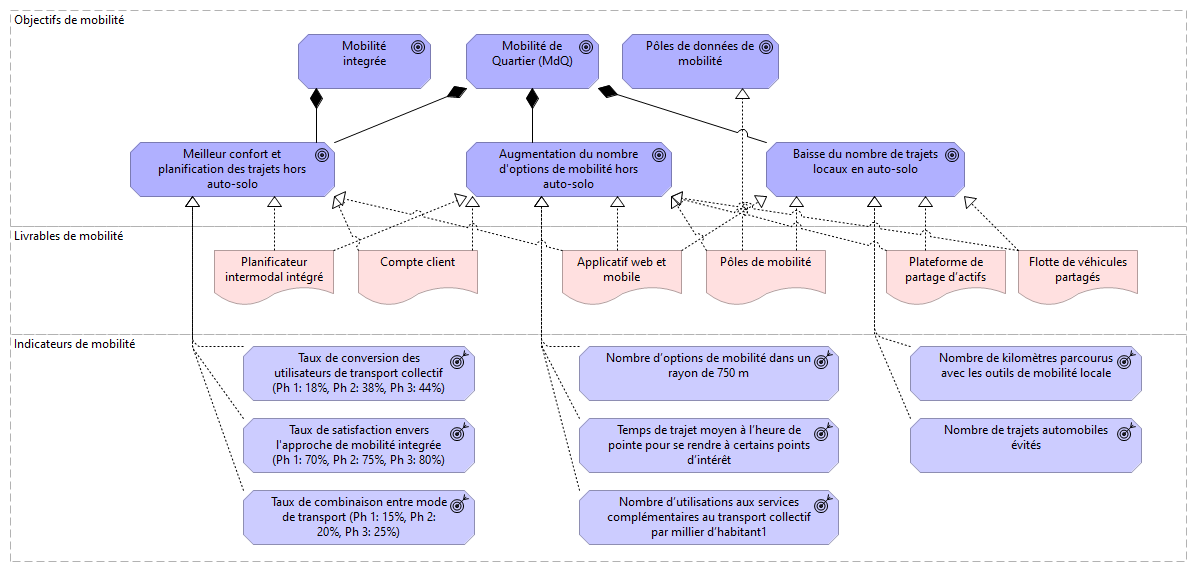 Objectifs de mobilité
Mobilité
integrée
Mobilité de
Quartier (MdQ)
Pôles de données de
mobilité
Meilleur confort et
planification des trajets hors
auto-solo
Augmentation du nombre
d'options de mobilité hors
auto-solo
Baisse du nombre de trajets
locaux en auto-solo
Livrables de mobilité
Planificateur
intermodal intégré
Compte client
Applicatif web et
mobile
Pôles de mobilité
Plateforme de
partage d'actifs
Flotte de véhicules
partagés
Indicateurs de mobilité
Taux de conversion des
utilisateurs de transport collectif
(Ph 1: 18%, Ph 2: 38%, Ph 3: 44%)
Nombre d'options de mobilité dans un
rayon de 750 m
Nombre de kilomètres parcourus
avec les outils de mobilité locale
Taux de satisfaction envers
l'approche de mobilité integrée
(Ph 1: 70%, Ph 2: 75%, Ph 3: 80%)
Temps de trajet moyen à l'heure de
pointe pour se rendre à certains points
d'intérêt
Nombre de trajets automobiles
évités
Taux de combinaison entre mode
de transport (Ph 1: 15%, Ph 2:
20%, Ph 3: 25%)
Nombre d'utilisations aux services
complémentaires au transport collectif
par millier d'habitant1